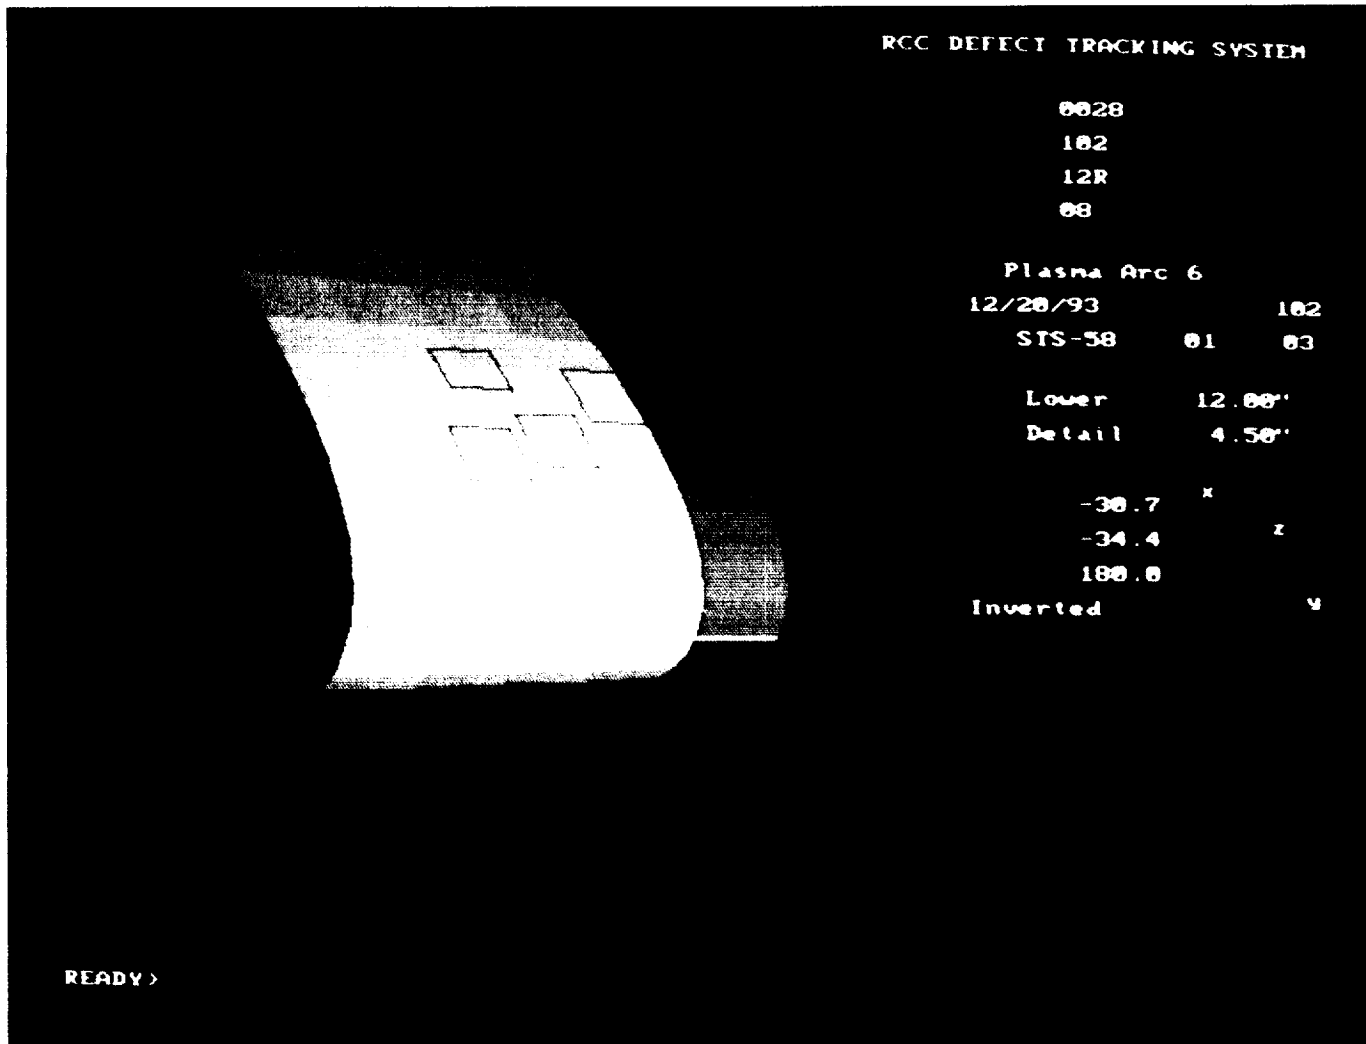 RCC DEFECT TRACKING SYSTEM
0028
102
12R
08
Plasma Arc 6
12/20/93 102
STS-58 01 03
Lower 12.00"
Detail 4.50"
-30.7 x
-34.4 z
180.0
Inverted y
READY>